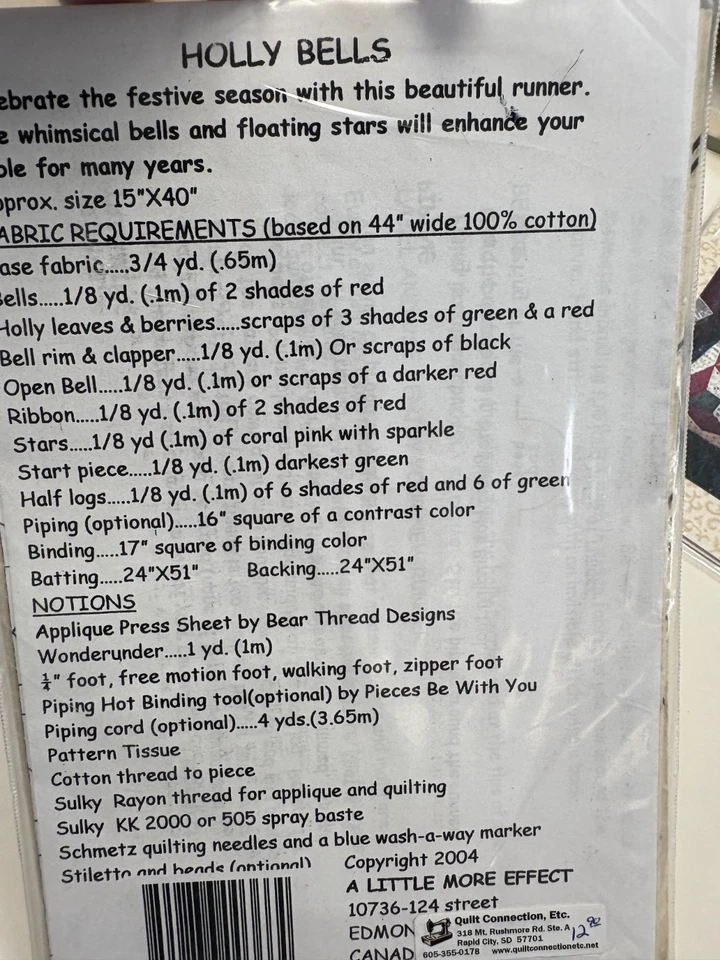 HOLLY BELLS
ebrate the festive season with this beautiful runner.
e whimsical bells and floating stars will enhance your
ble for many years.
pprox. size 15"X40"
ABRIC REQUIREMENTS (based on 44" wide 100% cotton)
ase fabric.....3/4 yd. (.65m)
Bells.....1/8 yd. (.1m) of 2 shades of red
Holly leaves & berries.....scraps of 3 shades of green & a red
Bell rim & clapper.....1/8 yd. (.1m) Or scraps of black
Open Bell.....1/8 yd. (.1m) or scraps of a darker red
Ribbon.....1/8 yd. (.1m) of 2 shades of red
Stars.....1/8 yd (.1m) of coral pink with sparkle
Start piece.....1/8 yd. (.1m) darkest green
Half logs.....1/8 yd. (.1m) of 6 shades of red and 6 of green
Piping (optional).....16" square of a contrast color
Binding.....17" square of binding color
Batting.....24"X51" Backing.....24"X51"
NOTIONS
Applique Press Sheet by Bear Thread Designs
Wonderunder.....1 yd. (1m)
¼" foot, free motion foot, walking foot, zipper foot
Piping Hot Binding tool(optional) by Pieces Be With You
Piping cord (optional).....4 yds.(3.65m)
Pattern Tissue
Cotton thread to piece
Sulky Rayon thread for applique and quilting
Sulky KK 2000 or 505 spray baste
Schmetz quilting needles and a blue wash-a-way marker
Stiletto and beads (optional)
Copyright 2004
A LITTLE MORE EFFECT
10736-124 street
EDMON
CANAD
Quilt Connection, Etc.
318 Mt. Rushmore Rd. Ste. A
Rapid City, SD 57701
605-355-0178 www.quiltconnectionetc.net